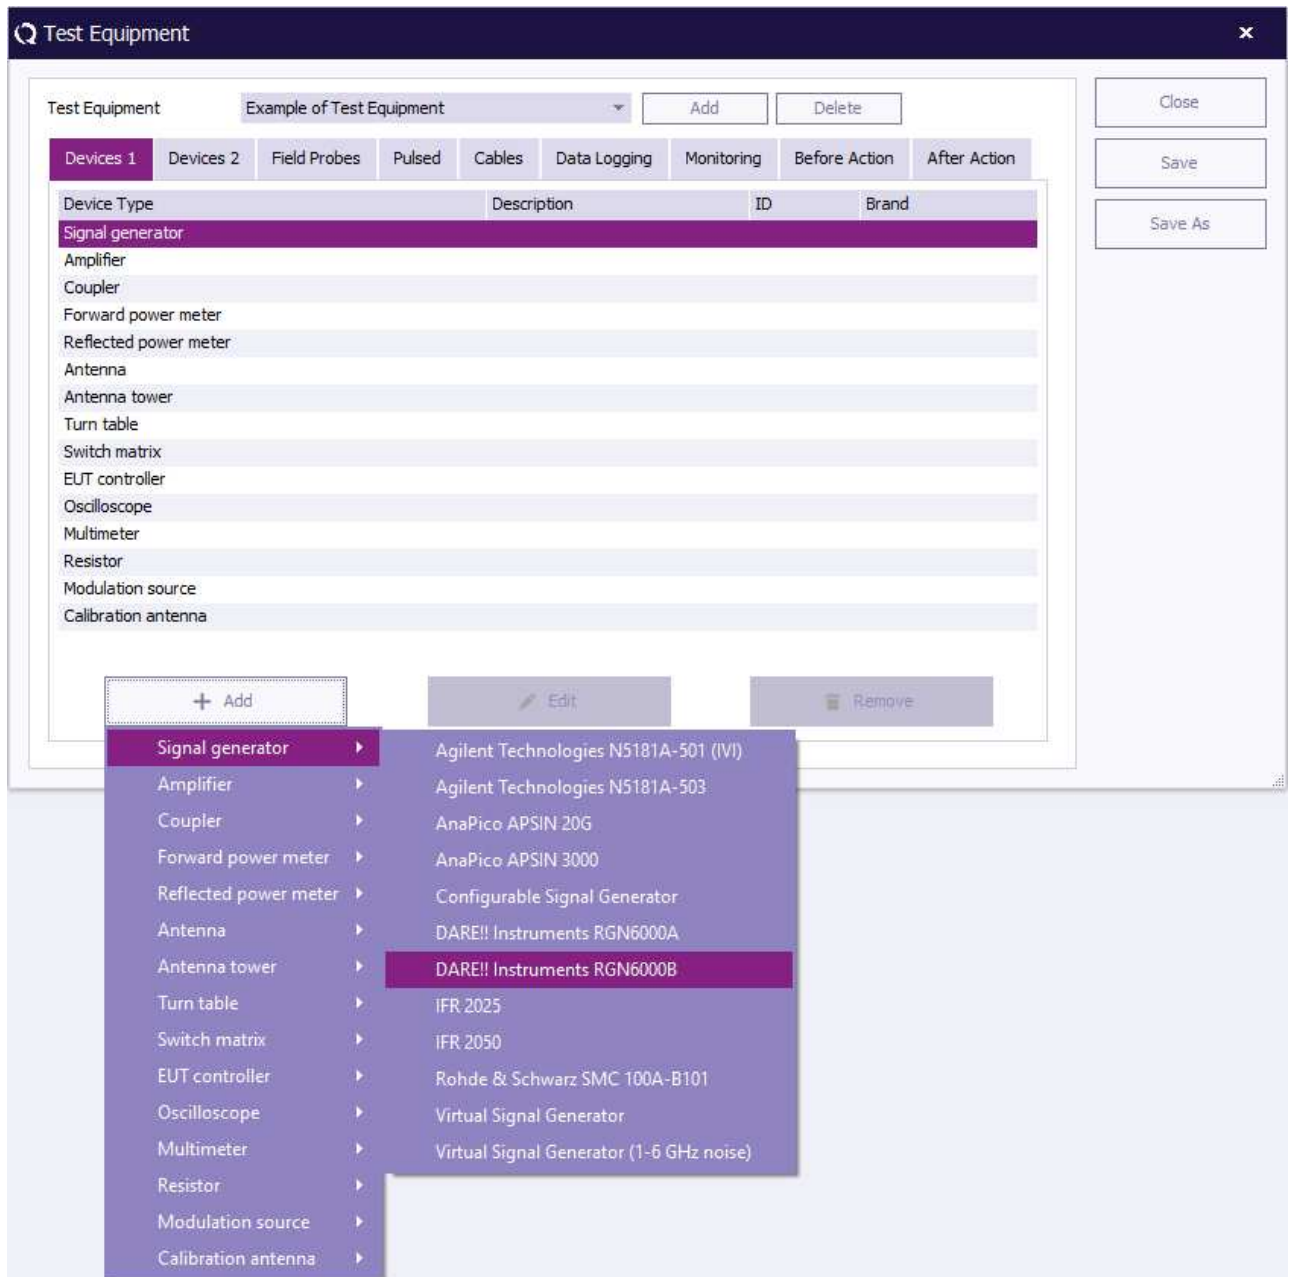 Test Equipment
Test Equipment Example of Test Equipment Add Delete Close
Devices 1 Devices 2 Field Probes Pulsed Cables Data Logging Monitoring Before Action After Action Save
Device Type Description ID Brand Save As
Signal generator
Amplifier
Coupler
Forward power meter
Reflected power meter
Antenna
Antenna tower
Turn table
Switch matrix
EUT controller
Oscilloscope
Multimeter
Resistor
Modulation source
Calibration antenna
Add Edit Remove
Signal generator Agilent Technologies N5181A-501 (IVI)
Amplifier Agilent Technologies N5181A-503
Coupler AnaPico APSIN 20G
Forward power meter AnaPico APSIN 3000
Reflected power meter Configurable Signal Generator
Antenna DARE!! Instruments RGN6000A
Antenna tower DARE!! Instruments RGN6000B
Turn table IFR 2025
Switch matrix IFR 2050
EUT controller Rohde & Schwarz SMC 100A-B101
Oscilloscope Virtual Signal Generator
Multimeter Virtual Signal Generator (1-6 GHz noise)
Resistor
Modulation source
Calibration antenna